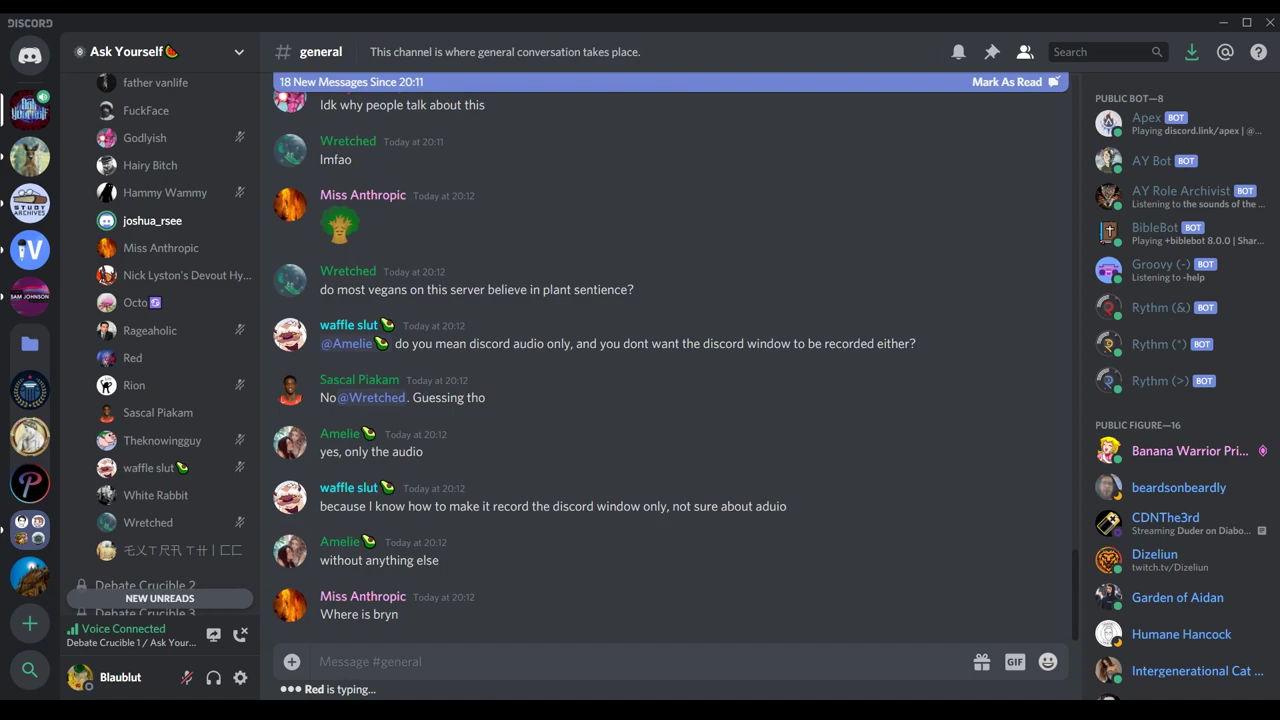 DISCORD
Ask Yourself🍉
father vanlife
FuckFace
Godlyish
Hairy Bitch
Hammy Wammy
joshua_rsee
Miss Anthropic
Nick Lyston's Devout Hy...
Octo
Rageaholic
Red
Rion
Sascal Piakam
Theknowingguy
waffle slut🥑
White Rabbit
Wretched
Debate Crucible 2
NEW UNREADS
Debate Crucible 3
Voice Connected
Debate Crucible 1 / Ask Your...
Blaublut
STUDY
ARCHIVES
V
SAM JOHNSON
# general
This channel is where general conversation takes place.
Search
18 New Messages Since 20:11
Mark As Read
Idk why people talk about this
Wretched Today at 20:11
lmfao
Miss Anthropic Today at 20:12
Wretched Today at 20:12
do most vegans on this server believe in plant sentience?
waffle slut🥑 Today at 20:12
@Amelie🥑 do you mean discord audio only, and you dont want the discord window to be recorded either?
Sascal Piakam Today at 20:12
No@Wretched. Guessing tho
Amelie🥑 Today at 20:12
yes, only the audio
waffle slut🥑 Today at 20:12
because I know how to make it record the discord window only, not sure about aduio
Amelie🥑 Today at 20:12
without anything else
Miss Anthropic Today at 20:12
Where is bryn
Message #general
GIF
Red is typing...
PUBLIC BOT—8
Apex BOT
Playing discord.link/apex | @...
AY Bot BOT
AY Role Archivist BOT
Listening to the sounds of the ...
BibleBot BOT
Playing +biblebot 8.0.0 | Shar...
Groovy (-) BOT
Listening to -help
Rythm (&) BOT
Rythm (*) BOT
Rythm (>) BOT
PUBLIC FIGURE—16
Banana Warrior Pri...
beardsonbeardly
CDNThe3rd
Streaming Duder on Diabo...
Dizeliun
twitch.tv/Dizeliun
Garden of Aidan
Humane Hancock
Intergenerational Cat ...